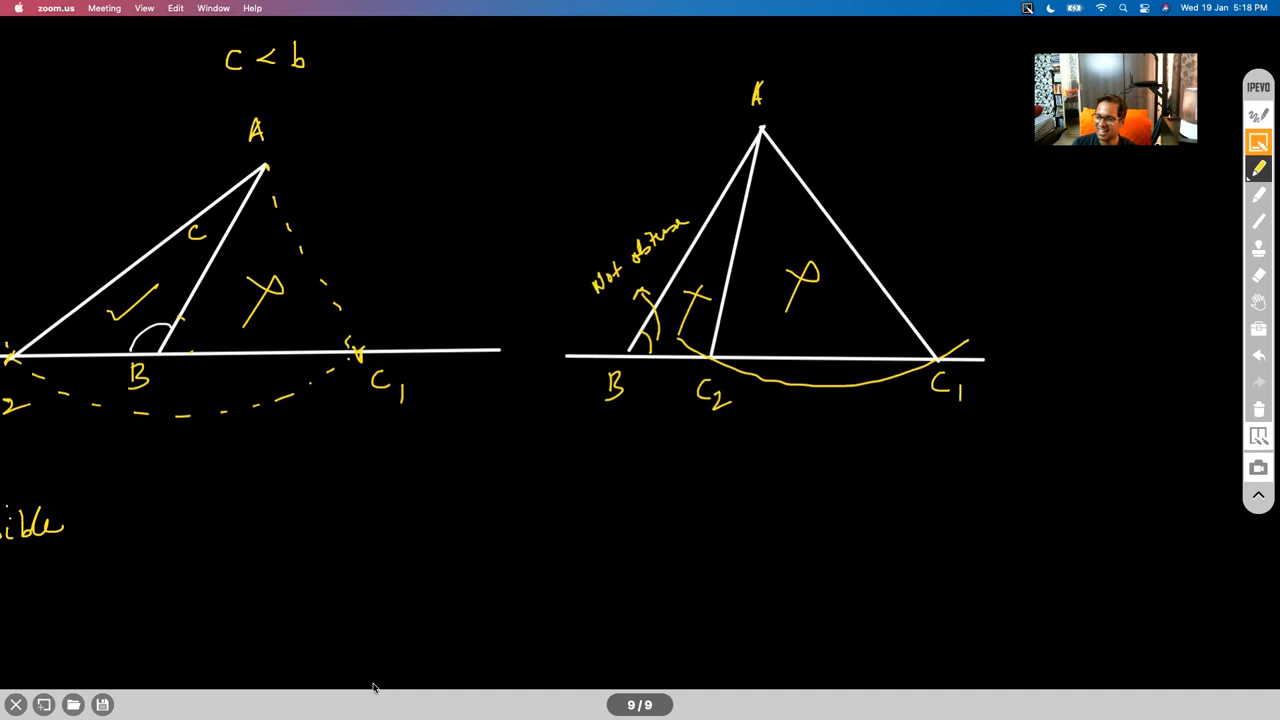 zoom.us Meeting View Edit Window Help Wed 19 Jan 5:18 PM
c < b
A
A
IPEVO
C
Not obtuse
B
C1
2
B
C2
C1
ible
9/9